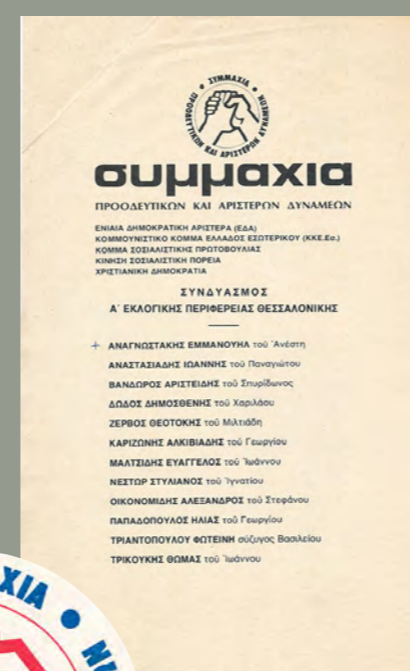 ΣΥΜΜΑΧΙΑ
ΠΡΟΟΔΕΥΤΙΚΩΝ ΚΑΙ ΑΡΙΣΤΕΡΩΝ ΔΥΝΑΜΕΩΝ
συμμαχια
ΠΡΟΟΔΕΥΤΙΚΩΝ ΚΑΙ ΑΡΙΣΤΕΡΩΝ ΔΥΝΑΜΕΩΝ
ΕΝΙΑΙΑ ΔΗΜΟΚΡΑΤΙΚΗ ΑΡΙΣΤΕΡΑ (ΕΔΑ)
ΚΟΜΜΟΥΝΙΣΤΙΚΟ ΚΟΜΜΑ ΕΛΛΑΔΟΣ ΕΣΩΤΕΡΙΚΟΥ (ΚΚΕ.Εσ.)
ΚΟΜΜΑ ΣΟΣΙΑΛΙΣΤΙΚΗΣ ΠΡΩΤΟΒΟΥΛΙΑΣ
ΚΙΝΗΣΗ ΣΟΣΙΑΛΙΣΤΙΚΗ ΠΟΡΕΙΑ
ΧΡΙΣΤΙΑΝΙΚΗ ΔΗΜΟΚΡΑΤΙΑ
ΣΥΝΔΥΑΣΜΟΣ
Α΄ ΕΚΛΟΓΙΚΗΣ ΠΕΡΙΦΕΡΕΙΑΣ ΘΕΣΣΑΛΟΝΙΚΗΣ
+ ΑΝΑΓΝΩΣΤΑΚΗΣ ΕΜΜΑΝΟΥΗΛ τοῦ Ἀνέστη
ΑΝΑΣΤΑΣΙΑΔΗΣ ΙΩΑΝΝΗΣ τοῦ Παναγιώτου
ΒΑΝΔΩΡΟΣ ΑΡΙΣΤΕΙΔΗΣ τοῦ Σπυρίδωνος
ΔΩΔΟΣ ΔΗΜΟΣΘΕΝΗΣ τοῦ Χαριλάου
ΖΕΡΒΟΣ ΘΕΟΤΟΚΗΣ τοῦ Μιλτιάδη
ΚΑΡΙΖΩΝΗΣ ΑΛΚΙΒΙΑΔΗΣ τοῦ Γεωργίου
ΜΑΛΤΣΙΔΗΣ ΕΥΑΓΓΕΛΟΣ τοῦ Ἰωάννου
ΝΕΣΤΩΡ ΣΤΥΛΙΑΝΟΣ τοῦ Ἰγνατίου
ΟΙΚΟΝΟΜΙΔΗΣ ΑΛΕΞΑΝΔΡΟΣ τοῦ Στεφάνου
ΠΑΠΑΔΟΠΟΥΛΟΣ ΗΛΙΑΣ τοῦ Γεωργίου
ΤΡΙΑΝΤΟΠΟΥΛΟΥ ΦΩΤΕΙΝΗ σύζυγος Βασιλείου
ΤΡΙΚΟΥΚΗΣ ΘΩΜΑΣ τοῦ Ἰωάννου
ΧΙΑ